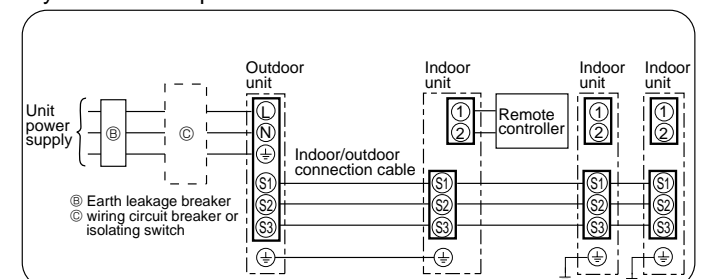 Outdoor
unit
Indoor
unit
Indoor
unit
Indoor
unit
Unit
power
supply
Ⓑ
Ⓒ
L
N
⏚
S1
S2
S3
⏚
Indoor/outdoor
connection cable
1
2
Remote
controller
S1
S2
S3
⏚
1
2
S1
S2
S3
⏚
1
2
S1
S2
S3
⏚
Ⓑ Earth leakage breaker
Ⓒ wiring circuit breaker or
isolating switch